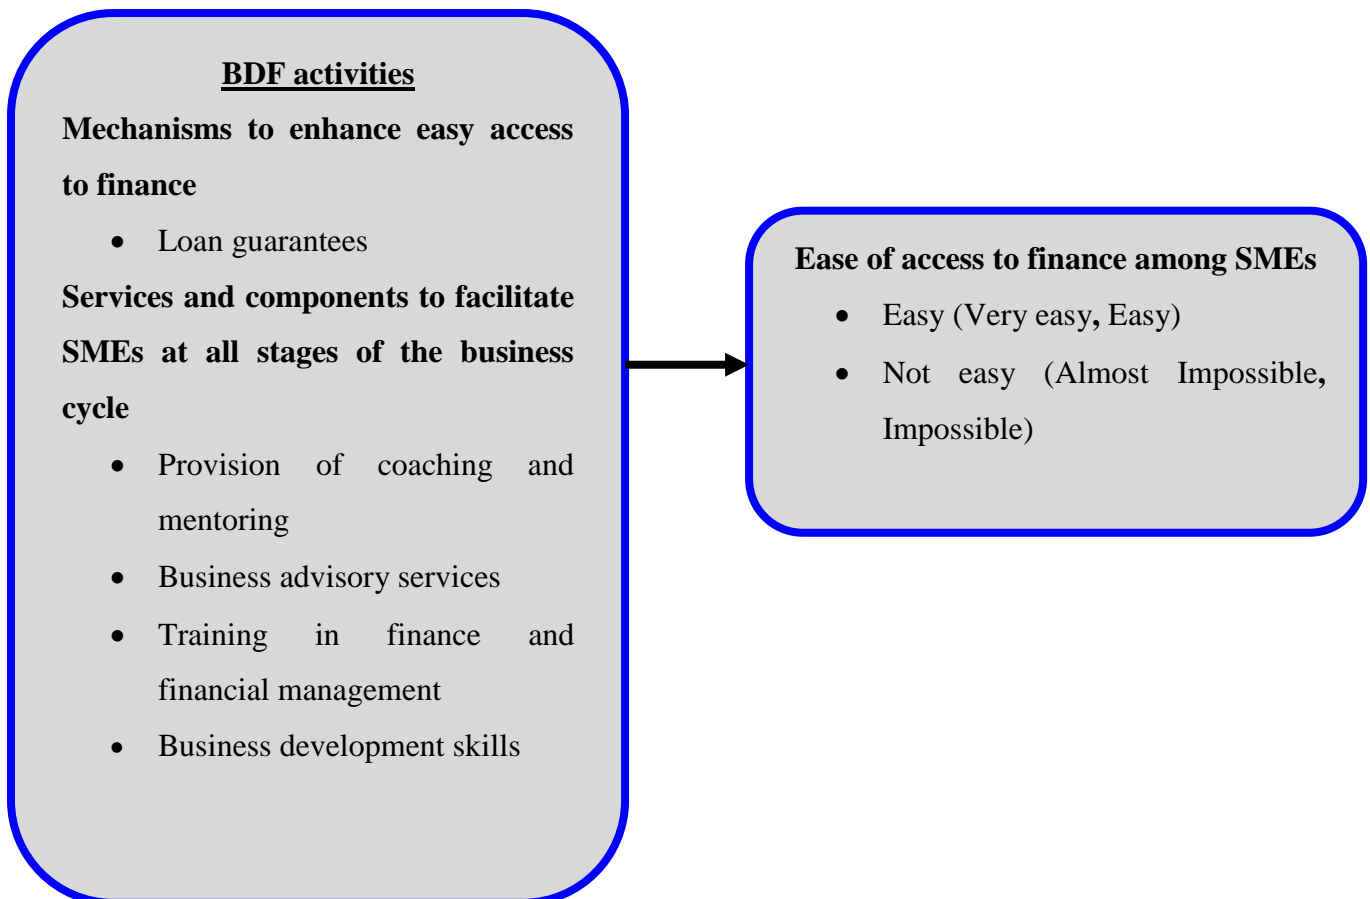 BDF activities
Mechanisms to enhance easy access
to finance
• Loan guarantees
Services and components to facilitate
SMEs at all stages of the business
cycle
• Provision of coaching and
mentoring
• Business advisory services
• Training in finance and
financial management
• Business development skills
Ease of access to finance among SMEs
• Easy (Very easy, Easy)
• Not easy (Almost Impossible,
Impossible)